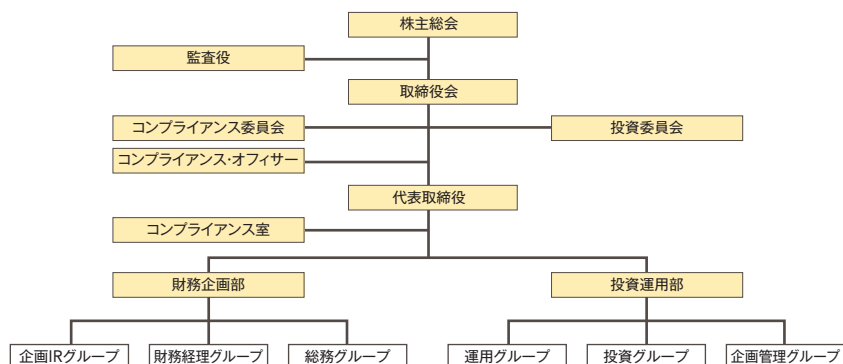 株主総会
監査役
取締役会
コンプライアンス委員会
投資委員会
コンプライアンス・オフィサー
代表取締役
コンプライアンス室
財務企画部
投資運用部
企画IRグループ
財務経理グループ
総務グループ
運用グループ
投資グループ
企画管理グループ